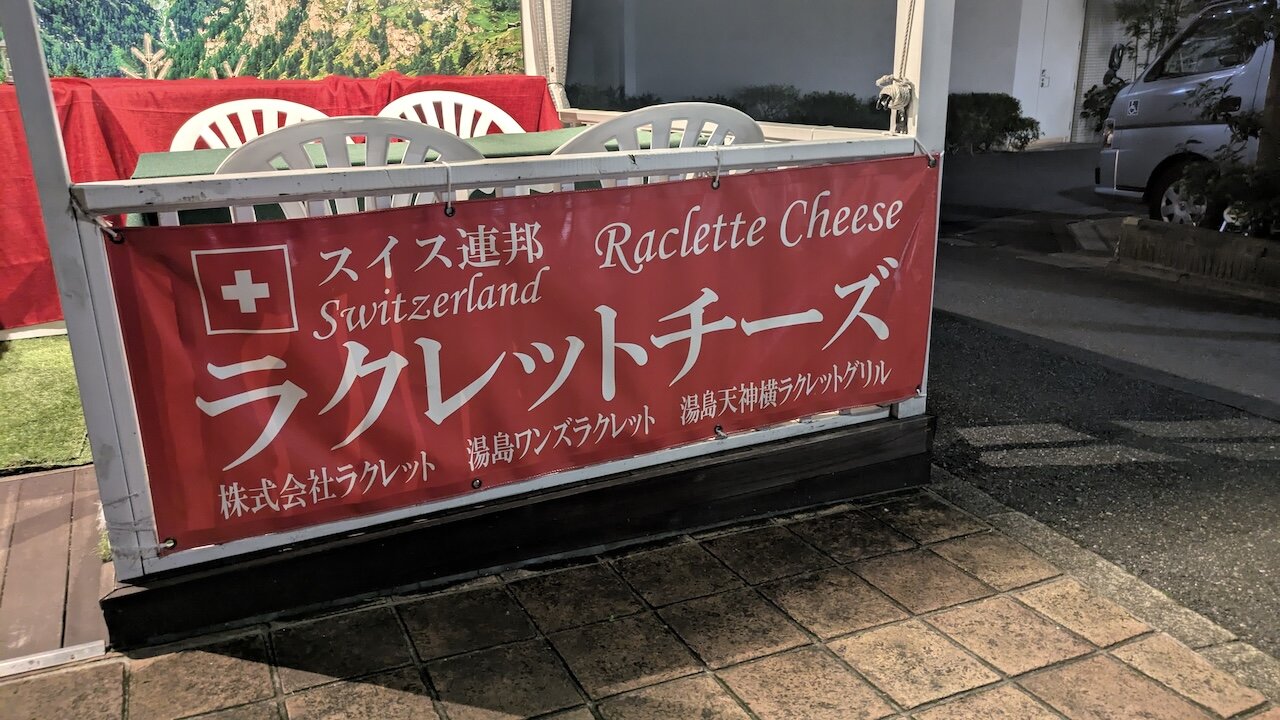 スイス連邦
Switzerland
Raclette Cheese
ラクレットチーズ
株式会社ラクレット 湯島ワンズラクレット 湯島天神横ラクレットグリル